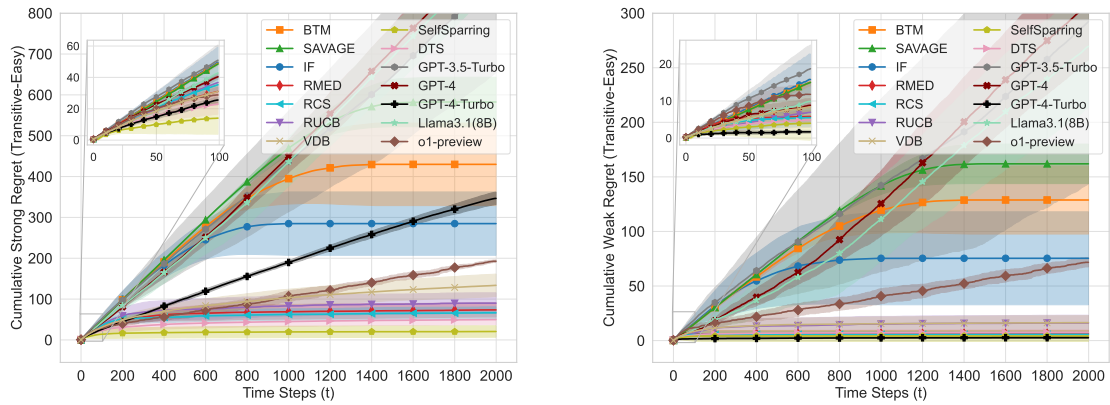 Cumulative Strong Regret (Transitive-Easy)
800
700
600
500
400
300
200
100
0
60
40
20
0
0 50 100
BTM
SAVAGE
IF
RMED
RCS
RUCB
VDB
SelfSparring
DTS
GPT-3.5-Turbo
GPT-4
GPT-4-Turbo
Llama3.1(8B)
o1-preview
0 200 400 600 800 1000 1200 1400 1600 1800 2000
Time Steps (t)
Cumulative Weak Regret (Transitive-Easy)
300
250
200
150
100
50
0
20
10
0
0 50 100
BTM
SAVAGE
IF
RMED
RCS
RUCB
VDB
SelfSparring
DTS
GPT-3.5-Turbo
GPT-4
GPT-4-Turbo
Llama3.1(8B)
o1-preview
0 200 400 600 800 1000 1200 1400 1600 1800 2000
Time Steps (t)